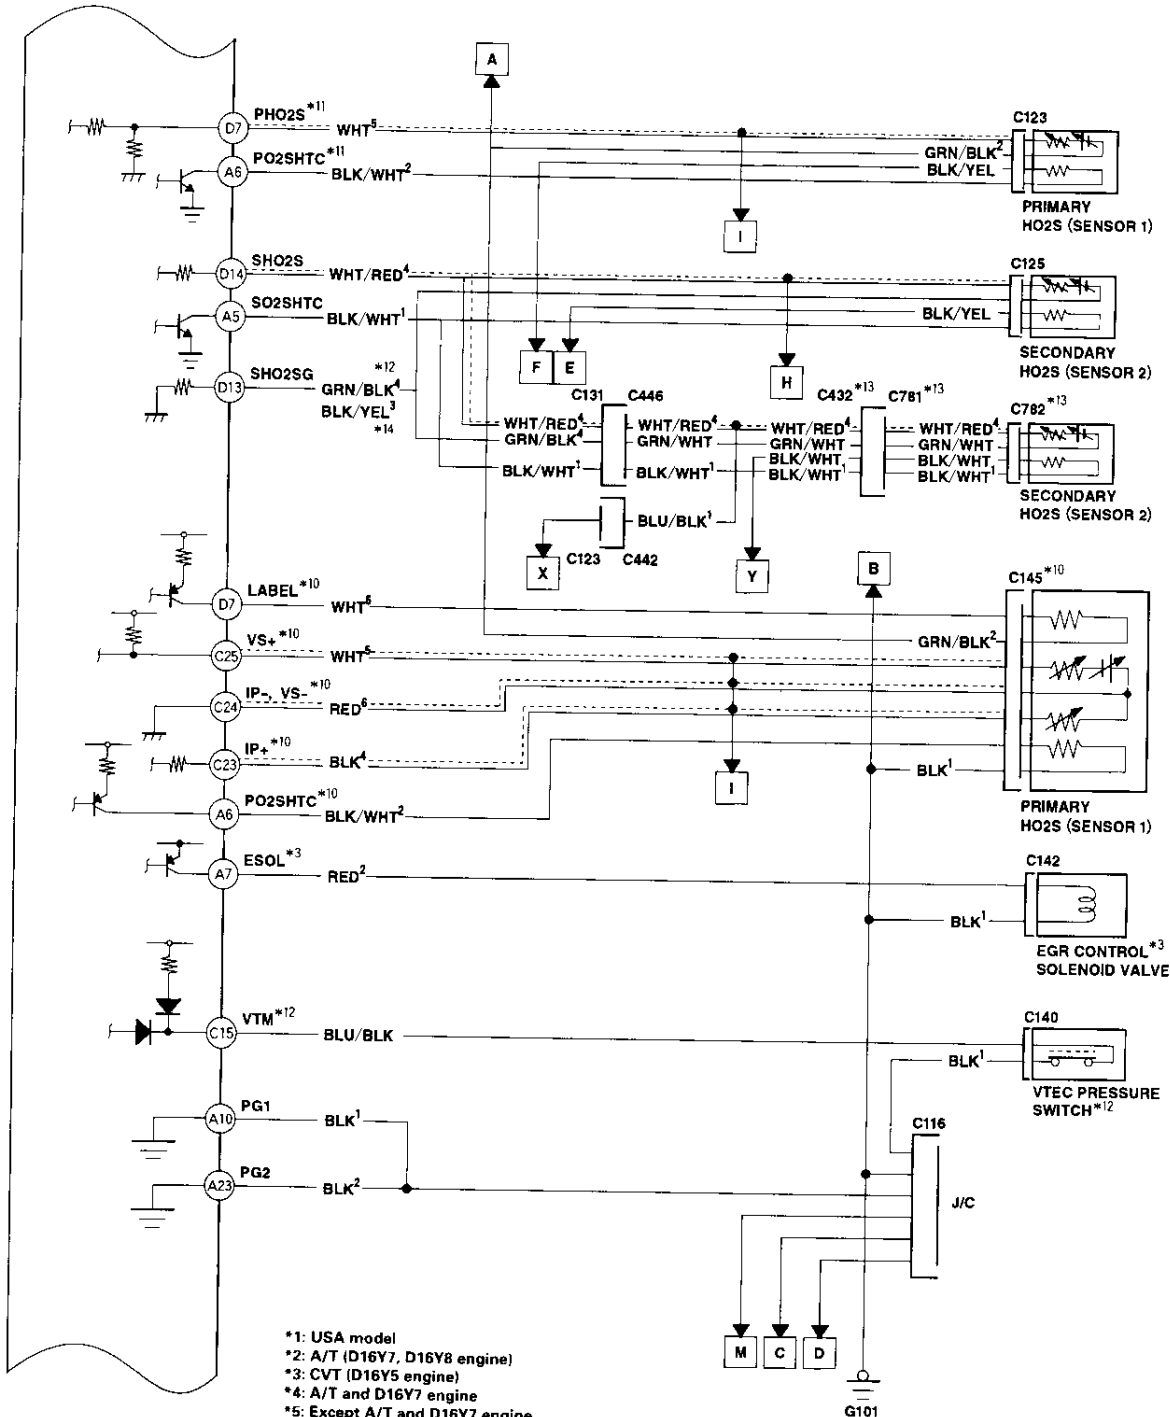 A
PHO2S*11
D7
WHT5
C123
PO2SHTC*11
A6
BLK/WHT2
GRN/BLK2
BLK/YEL
PRIMARY
HO2S (SENSOR 1)
I
SHO2S
D14
WHT/RED4
C125
SO2SHTC
A5
BLK/WHT1
BLK/YEL
SECONDARY
HO2S (SENSOR 2)
F
E
H
SHO2SG
D13
*12
GRN/BLK4
BLK/YEL3
*14
C131
C446
C432*13
C781*13
C782*13
WHT/RED4
WHT/RED4
WHT/RED4
WHT/RED4
GRN/BLK4
GRN/WHT
GRN/WHT
GRN/WHT
BLK/WHT
BLK/WHT
BLK/WHT1
BLK/WHT1
BLK/WHT1
BLK/WHT1
SECONDARY
HO2S (SENSOR 2)
BLU/BLK1
C123
C442
X
Y
B
LABEL*10
D7
WHT6
C145*10
VS+*10
C25
WHT5
GRN/BLK2
IP–, VS–*10
C24
RED6
IP+*10
C23
BLK4
I
BLK1
PO2SHTC*10
A6
BLK/WHT2
PRIMARY
HO2S (SENSOR 1)
ESOL*3
A7
RED2
C142
BLK1
EGR CONTROL*3
SOLENOID VALVE
VTM*12
C15
BLU/BLK
C140
BLK1
VTEC PRESSURE
SWITCH*12
PG1
A10
BLK1
C116
PG2
A23
BLK2
J/C
M
C
D
G101
*1: USA model
*2: A/T (D16Y7, D16Y8 engine)
*3: CVT (D16Y5 engine)
*4: A/T and D16Y7 engine
*5: Except A/T and D16Y7 engine